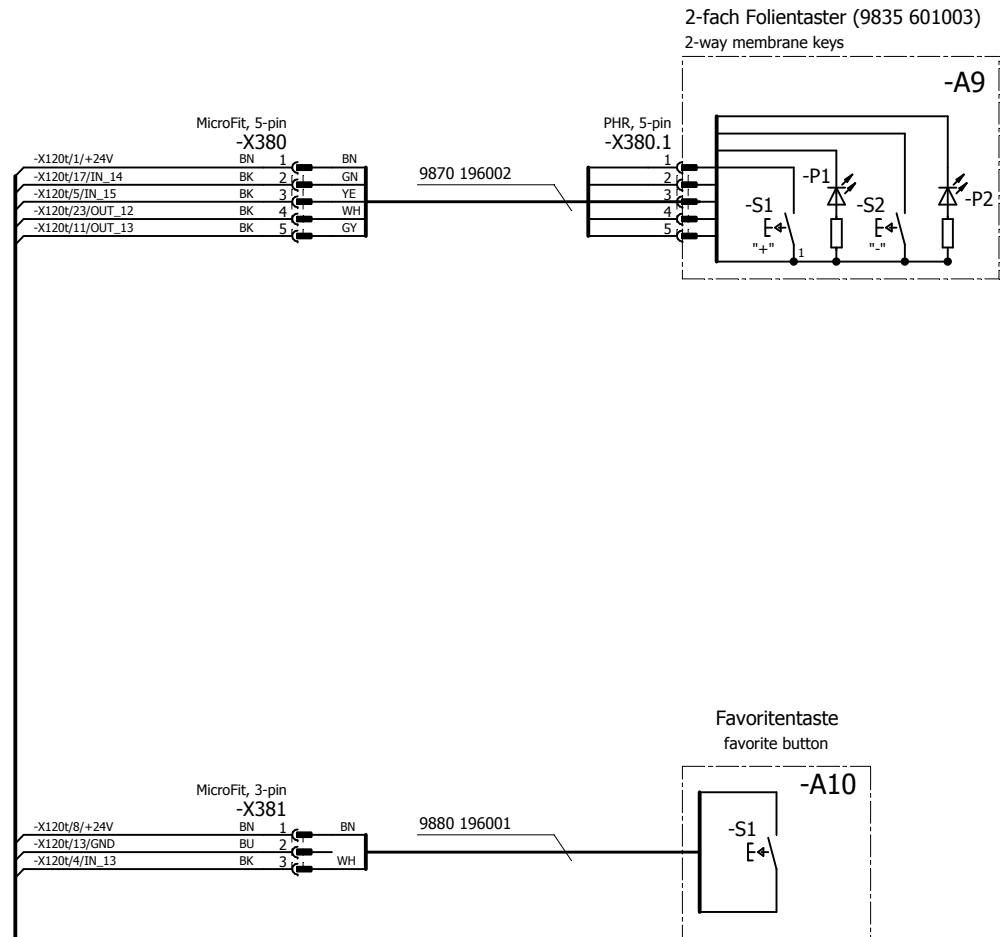 2-fach Folientaster (9835 601003)
2-way membrane keys
-A9
MicroFit, 5-pin
-X380
PHR, 5-pin
-X380.1
-X120t/1/+24V BN 1 BN
-X120t/17/IN_14 BK 2 GN
-X120t/5/IN_15 BK 3 YE
-X120t/23/OUT_12 BK 4 WH
-X120t/11/OUT_13 BK 5 GY
9870 196002
1
2
3
4
5
-P1
-S1
"+"
1
-S2
"-"
-P2
Favoritentaste
favorite button
-A10
MicroFit, 3-pin
-X381
-X120t/8/+24V BN 1 BN
-X120t/13/GND BU 2
-X120t/4/IN_13 BK 3 WH
9880 196001
-S1